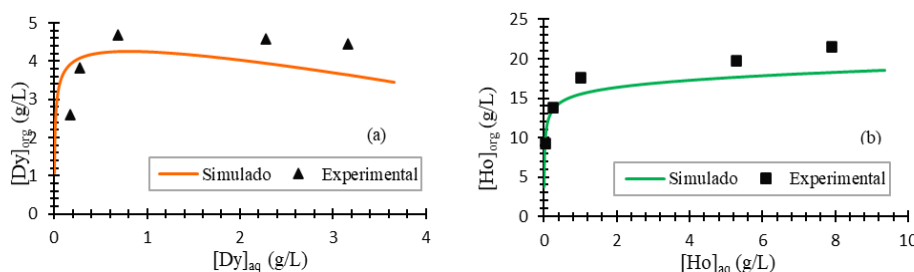 5
4
3
2
1
0
[Dy]org (g/L)
(a)
Simulado
Experimental
0 1 2 3 4
[Dy]aq (g/L)
25
20
15
10
5
0
[Ho]org (g/L)
(b)
Simulado
Experimental
0 2 4 6 8 10
[Ho]aq (g/L)